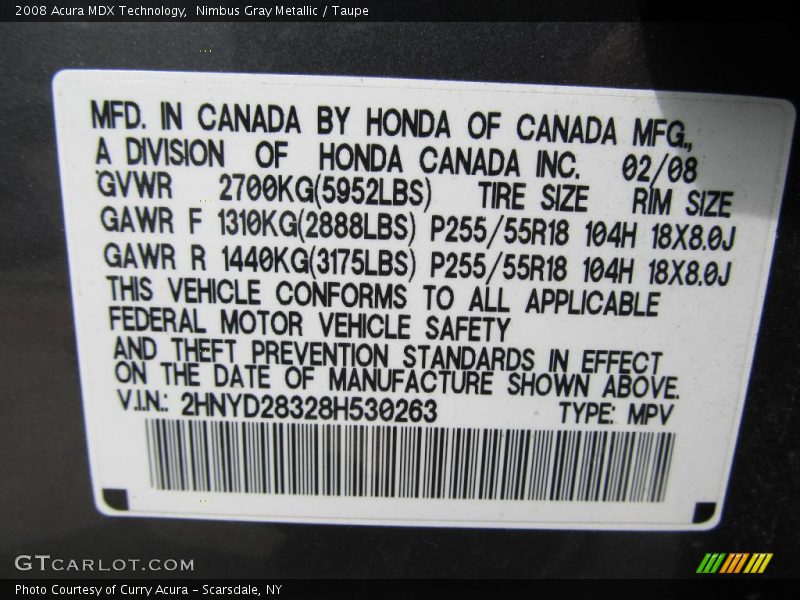 2008 Acura MDX Technology,  Nimbus Gray Metallic / Taupe
MFD. IN CANADA BY HONDA OF CANADA MFG.,
A DIVISION OF HONDA CANADA INC. 02/08
GVWR 2700KG(5952LBS) TIRE SIZE RIM SIZE
GAWR F 1310KG(2888LBS) P255/55R18 104H 18X8.0J
GAWR R 1440KG(3175LBS) P255/55R18 104H 18X8.0J
THIS VEHICLE CONFORMS TO ALL APPLICABLE
FEDERAL MOTOR VEHICLE SAFETY
AND THEFT PREVENTION STANDARDS IN EFFECT
ON THE DATE OF MANUFACTURE SHOWN ABOVE.
V.I.N.: 2HNYD28328H530263 TYPE: MPV
GTCARLOT.COM
Photo Courtesy of Curry Acura - Scarsdale, NY